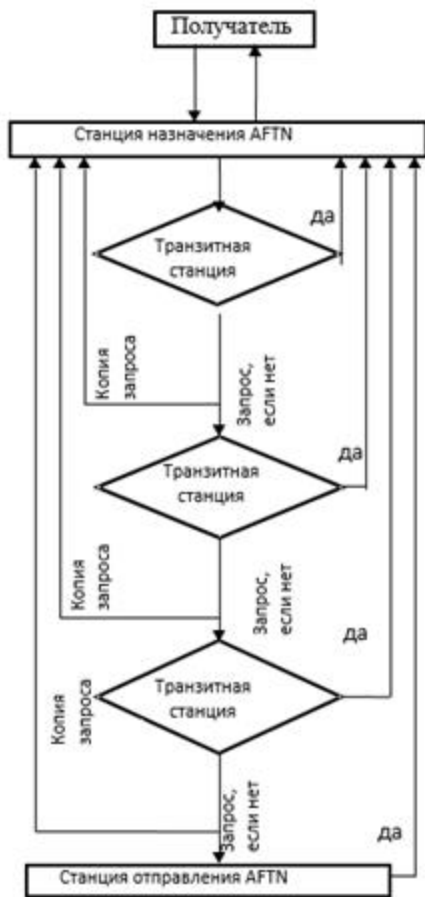 Получатель
Станция назначения AFTN
да
Транзитная
станция
Копия
запроса
Запрос,
если нет
да
Транзитная
станция
Копия
запроса
Запрос,
если нет
да
Транзитная
станция
Копия
запроса
Запрос,
если нет
да
Станция отправления AFTN